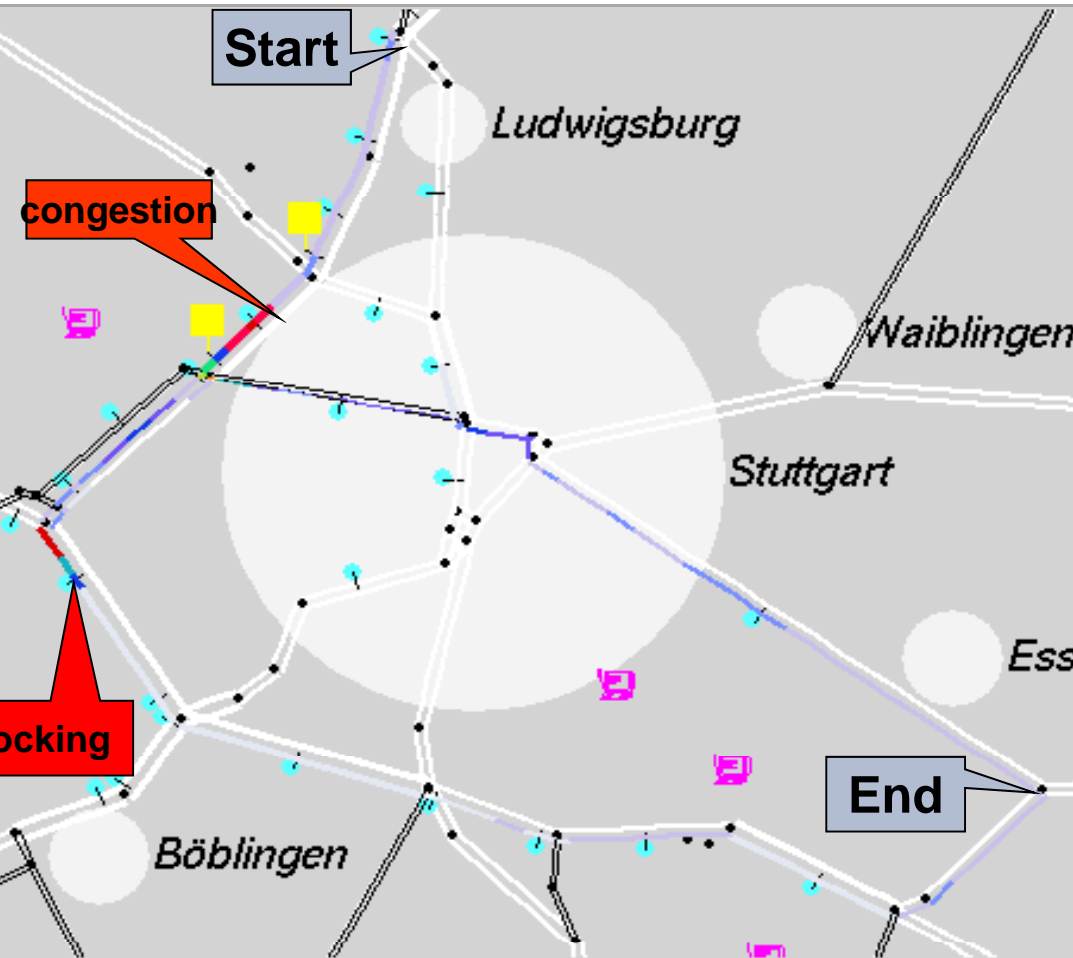 Start
Ludwigsburg
congestion
Waiblingen
Stuttgart
Ess
ocking
End
Böblingen